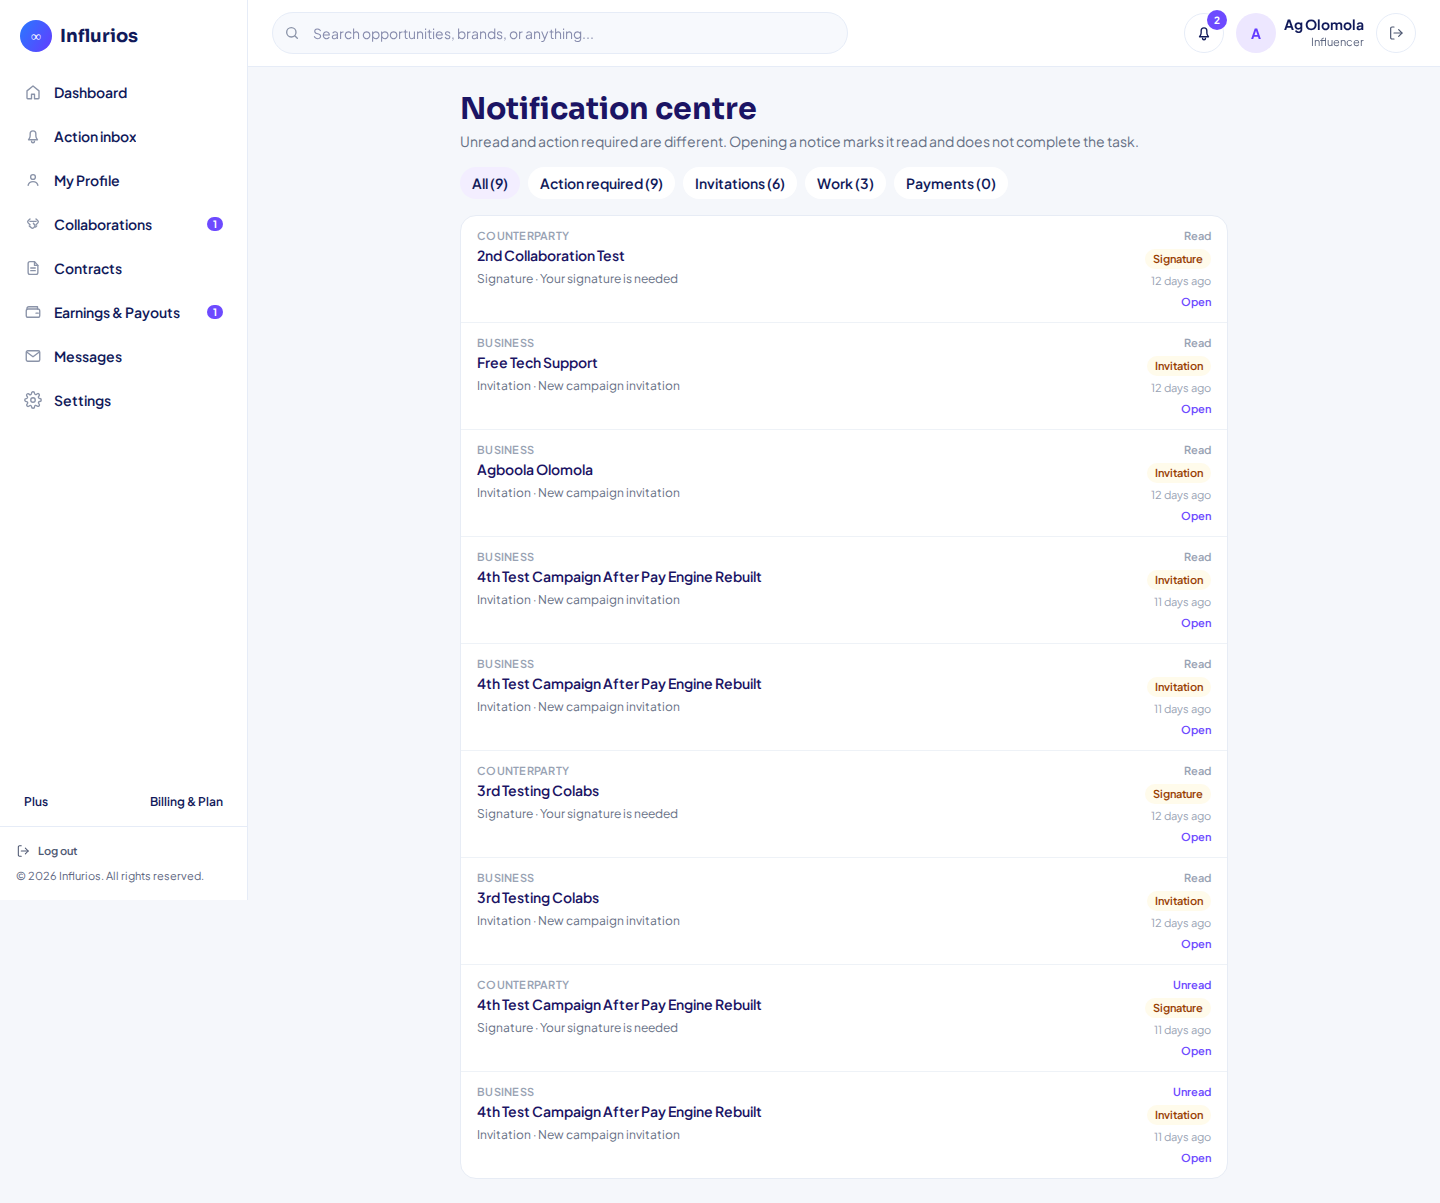 ∞ Influrios
Dashboard
Action inbox
My Profile
Collaborations 1
Contracts
Earnings & Payouts 1
Messages
Settings
Plus Billing & Plan
Log out
© 2026 Influrios. All rights reserved.
Search opportunities, brands, or anything...
2
A
Ag Olomola
Influencer
Notification centre
Unread and action required are different. Opening a notice marks it read and does not complete the task.
All (9) Action required (9) Invitations (6) Work (3) Payments (0)
COUNTERPARTY
2nd Collaboration Test
Signature · Your signature is needed
Read
Signature
12 days ago
Open
BUSINESS
Free Tech Support
Invitation · New campaign invitation
Read
Invitation
12 days ago
Open
BUSINESS
Agboola Olomola
Invitation · New campaign invitation
Read
Invitation
12 days ago
Open
BUSINESS
4th Test Campaign After Pay Engine Rebuilt
Invitation · New campaign invitation
Read
Invitation
11 days ago
Open
BUSINESS
4th Test Campaign After Pay Engine Rebuilt
Invitation · New campaign invitation
Read
Invitation
11 days ago
Open
COUNTERPARTY
3rd Testing Colabs
Signature · Your signature is needed
Read
Signature
12 days ago
Open
BUSINESS
3rd Testing Colabs
Invitation · New campaign invitation
Read
Invitation
12 days ago
Open
COUNTERPARTY
4th Test Campaign After Pay Engine Rebuilt
Signature · Your signature is needed
Unread
Signature
11 days ago
Open
BUSINESS
4th Test Campaign After Pay Engine Rebuilt
Invitation · New campaign invitation
Unread
Invitation
11 days ago
Open